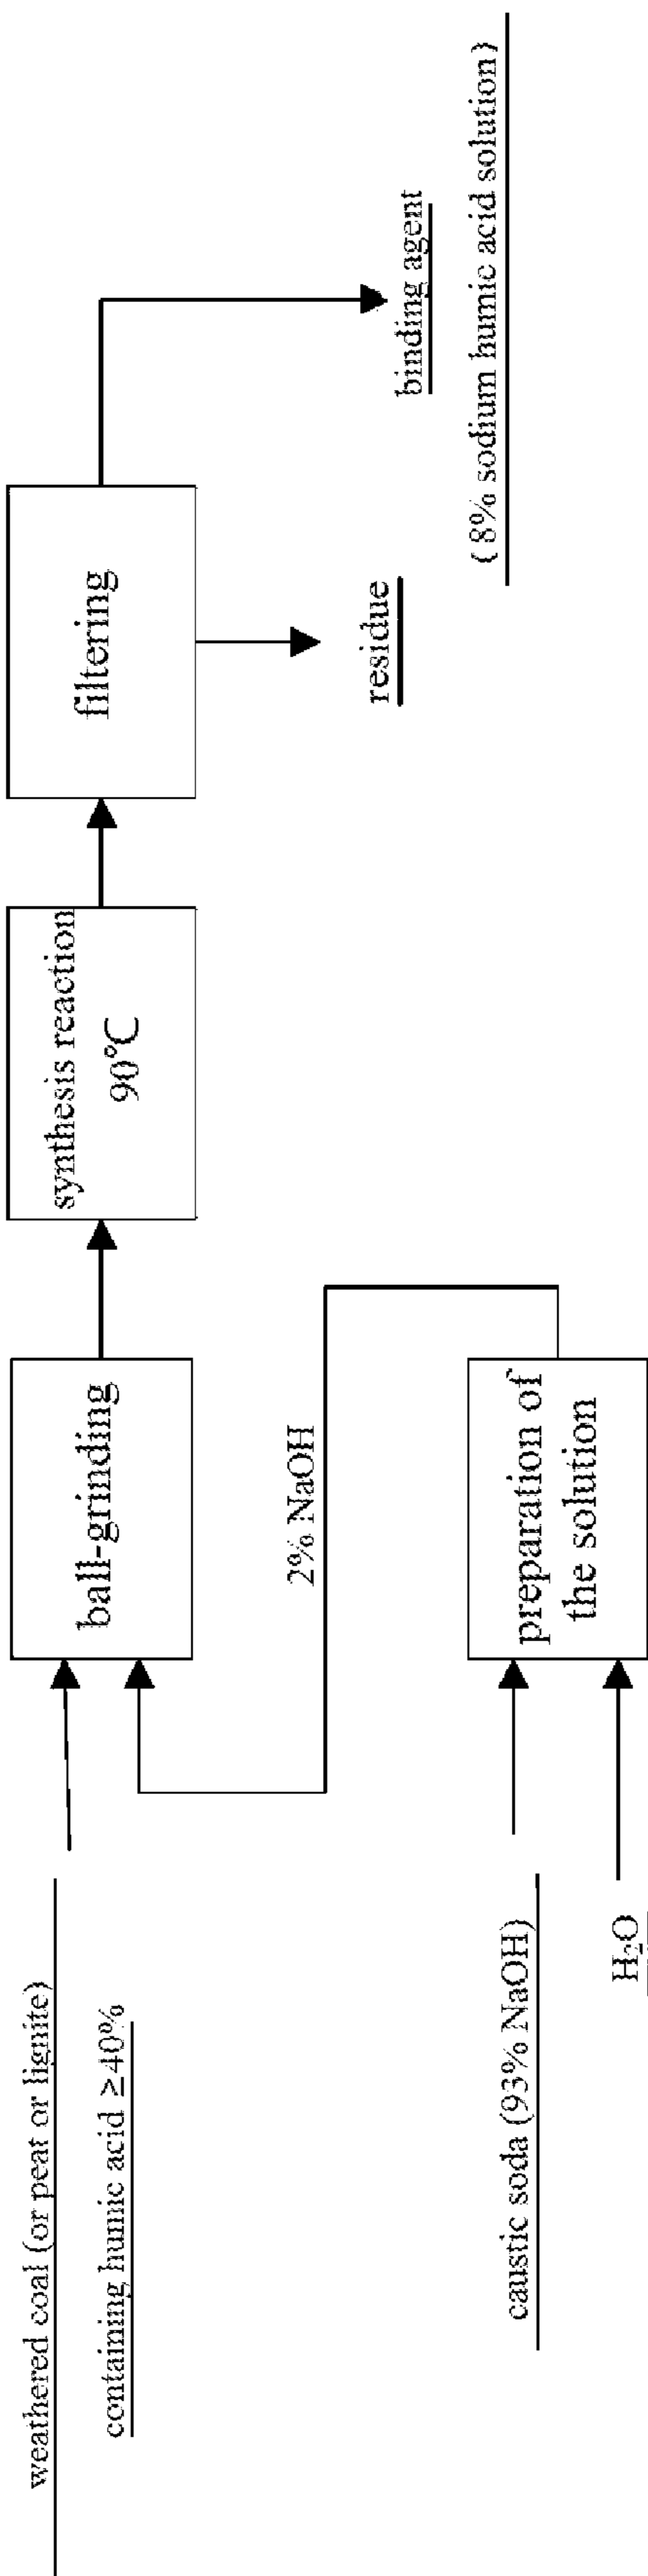 weathered coal (or peat or lignite)
containing humic acid ≥40%
ball-grinding
synthesis reaction
90°C
filtering
2% NaOH
residue
binding agent
(8% sodium humic acid solution)
caustic soda (93% NaOH)
H₂O
preparation of
the solution